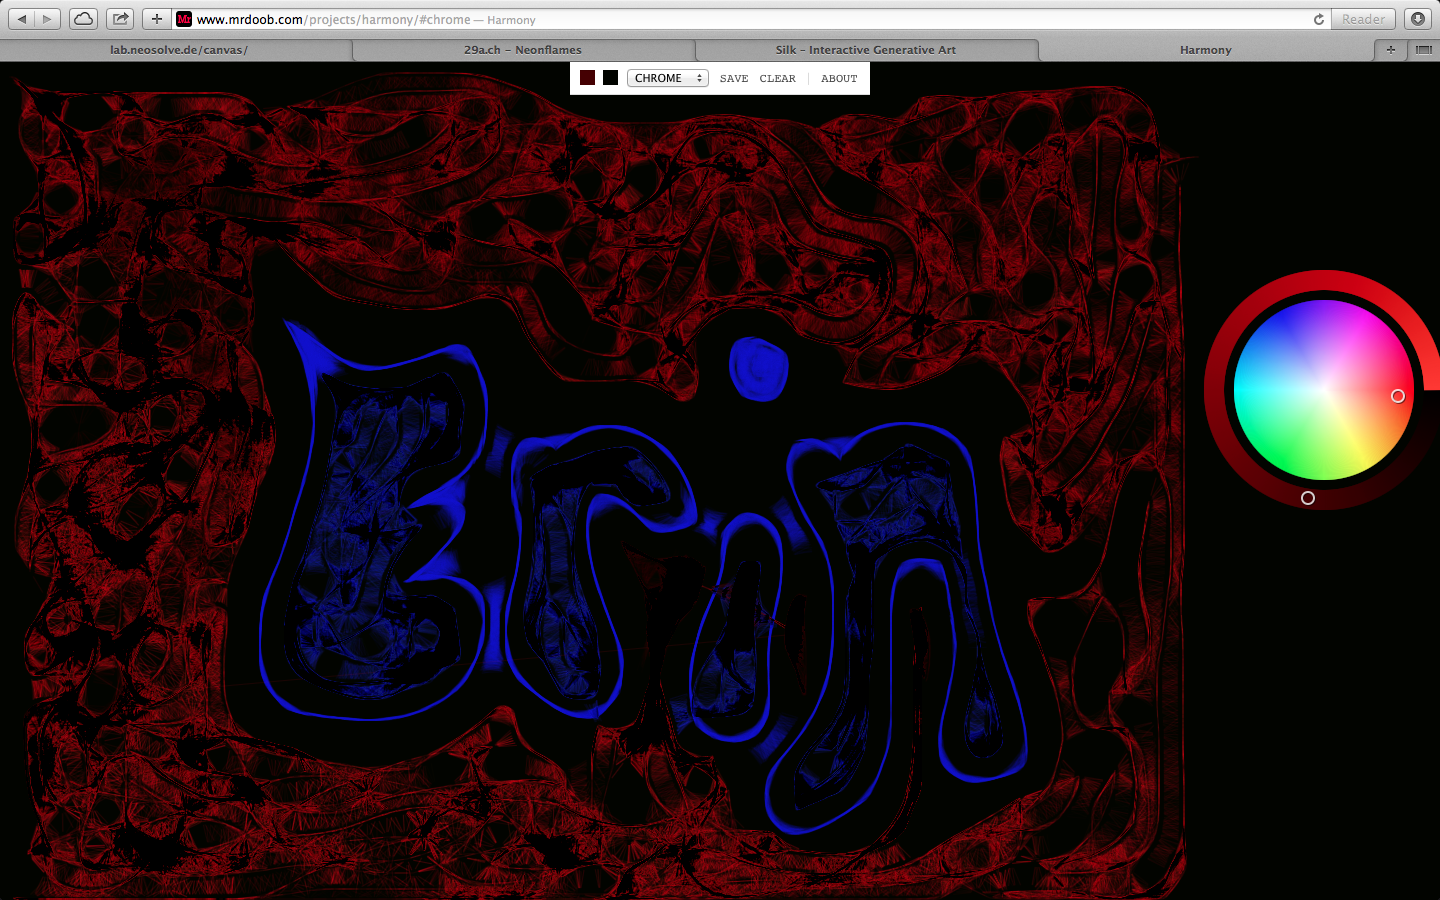 Mr www.mrdoob.com/projects/harmony/#chrome — Harmony Reader
lab.neosolve.de/canvas/ 29a.ch – Neonflames Silk – Interactive Generative Art Harmony
CHROME SAVE CLEAR | ABOUT
Erin